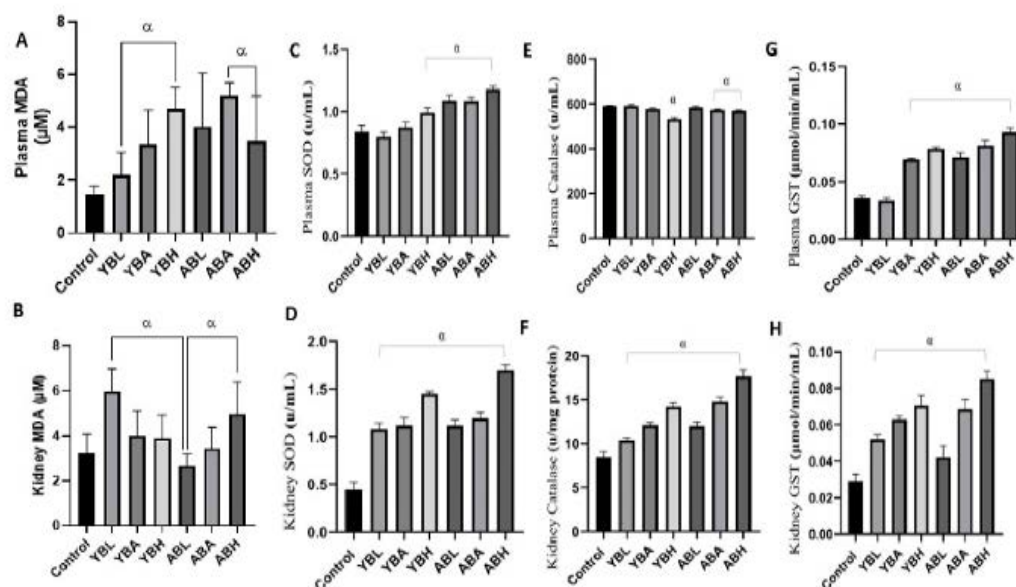 A
Plasma MDA
(μM)
8
6
4
2
0
α
α
Control
YBL
YBA
YBH
ABL
ABA
ABH
C
Plasma SOD (u/mL)
1.5
1.0
0.5
0.0
α
Control
YBL
YBA
YBH
ABL
ABA
ABH
E
Plasma Catalase (u/mL)
800
600
400
200
0
α
α
Control
YBL
YBA
YBH
ABL
ABA
ABH
G
Plasma GST (μmol/min/mL)
0.15
0.10
0.05
0.00
α
Control
YBL
YBA
YBH
ABL
ABA
ABH
B
Kidney MDA (μM)
8
6
4
2
0
α
α
Control
YBL
YBA
YBH
ABL
ABA
ABH
D
Kidney SOD (u/mL)
2.0
1.5
1.0
0.5
0.0
α
Control
YBL
YBA
YBH
ABL
ABA
ABH
F
Kidney Catalase (u/mg protein)
20
15
10
5
0
α
Control
YBL
YBA
YBH
ABL
ABA
ABH
H
Kidney GST (μmol/min/mL)
0.10
0.08
0.06
0.04
0.02
0.00
α
Control
YBL
YBA
YBH
ABL
ABA
ABH